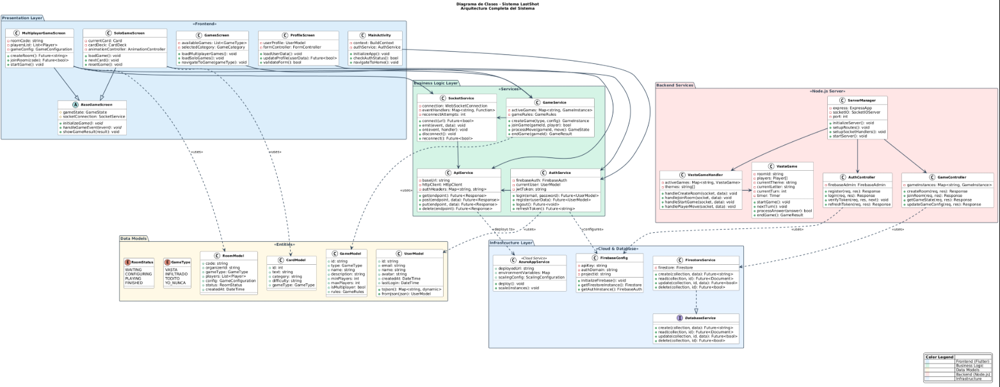 Diagrama de Clases - Sistema LastShot
Arquitectura Completa del Sistema
Presentation Layer
«Frontend»
C MultiplayerGameScreen
roomCode: string
playersList: List<Player>
gameConfig: GameConfiguration
createRoom(): Future<string>
joinRoom(code): Future<bool>
startGame(): void
C SoloGameScreen
currentCard: Card
cardDeck: CardDeck
animationController: AnimationController
loadGame(): void
nextCard(): void
resetGame(): void
C GamesScreen
availableGames: List<GameType>
selectedCategory: GameCategory
loadMultiplayerGames(): void
loadSoloGames(): void
navigateToGame(gameType): void
C ProfileScreen
userProfile: UserModel
formController: FormController
loadUserData(): void
updateProfile(userData): Future<bool>
validateForm(): bool
C MainActivity
context: BuildContext
authService: AuthService
initializeApp(): void
checkAuthStatus(): bool
navigateToHome(): void
A BaseGameScreen
gameState: GameState
socketConnection: SocketService
initializeGame(): void
handleGameEvent(event): void
showGameResult(result): void
Business Logic Layer
«Services»
C SocketService
connection: WebSocketConnection
eventHandlers: Map<string, Function>
reconnectAttempts: int
connect(url): Future<bool>
emit(event, data): void
on(event, handler): void
disconnect(): void
reconnect(): Future<bool>
C GameService
activeGames: Map<string, GameInstance>
gameRules: GameRules
createGame(type, config): GameInstance
joinGame(gameId, player): bool
processMove(gameId, move): GameState
endGame(gameId): GameResult
C ApiService
baseUrl: string
httpClient: HttpClient
authHeaders: Map<string, string>
get(endpoint): Future<Response>
post(endpoint, data): Future<Response>
put(endpoint, data): Future<Response>
delete(endpoint): Future<Response>
C AuthService
firebaseAuth: FirebaseAuth
currentUser: UserModel
jwtToken: string
login(email, password): Future<UserModel>
register(userData): Future<UserModel>
logout(): Future<void>
refreshToken(): Future<string>
Backend Services
«Node.js Server»
C ServerManager
express: ExpressApp
socketIO: SocketIOServer
port: int
initializeServer(): void
setupRoutes(): void
setupSocketHandlers(): void
startServer(): void
C VastaGameHandler
activeGames: Map<string, VastaGame>
themes: string[]
handleCreateRoom(socket, data): void
handleJoinRoom(socket, data): void
handleStartGame(socket, data): void
handlePlayerMove(socket, data): void
C VastaGame
roomId: string
players: Player[]
currentTheme: string
currentLetter: string
currentTurn: int
timer: Timer
startGame(): void
nextTurn(): void
processAnswer(answer): bool
endGame(): GameResult
C AuthController
firebaseAdmin: FirebaseAdmin
register(req, res): Response
login(req, res): Response
verifyToken(req, res, next): void
refreshToken(req, res): Response
C GameController
gameInstances: Map<string, GameInstance>
createRoom(req, res): Response
joinRoom(req, res): Response
getGameState(req, res): Response
updateGameConfig(req, res): Response
«uses»
«uses»
«uses»
«deploys to»
«uses»
«configures»
«uses»
«uses»
Data Models
«Entities»
E RoomStatus
WAITING
CONFIGURING
PLAYING
FINISHED
E GameType
VASTA
INFILTRADO
TODITO
YO_NUNCA
C RoomModel
code: string
organizerId: string
gameType: GameType
players: List<Player>
config: GameConfiguration
status: RoomStatus
createdAt: DateTime
C CardModel
id: int
text: string
category: string
difficulty: string
gameType: GameType
C GameModel
id: string
type: GameType
name: string
description: string
minPlayers: int
maxPlayers: int
isMultiplayer: bool
rules: GameRules
C UserModel
id: string
email: string
name: string
avatar: string
createdAt: DateTime
lastLogin: DateTime
toJson(): Map<string, dynamic>
fromJson(json): UserModel
Infrastructure Layer
«Cloud & Database»
C «Cloud Service»
AzureAppService
deployedUrl: string
environmentVariables: Map
scalingConfig: ScalingConfiguration
deploy(): void
scale(instances): void
C FirebaseConfig
apiKey: string
authDomain: string
projectId: string
initializeFirebase(): void
getFirestoreInstance(): Firestore
getAuthInstance(): FirebaseAuth
C FirestoreService
firestore: Firestore
create(collection, data): Future<string>
read(collection, id): Future<Document>
update(collection, id, data): Future<bool>
delete(collection, id): Future<bool>
I DatabaseService
create(collection, data): Future<string>
read(collection, id): Future<Document>
update(collection, id, data): Future<bool>
delete(collection, id): Future<bool>
Color Legend
Frontend (Flutter)
Business Logic
Data Models
Backend (Node.js)
Infrastructure